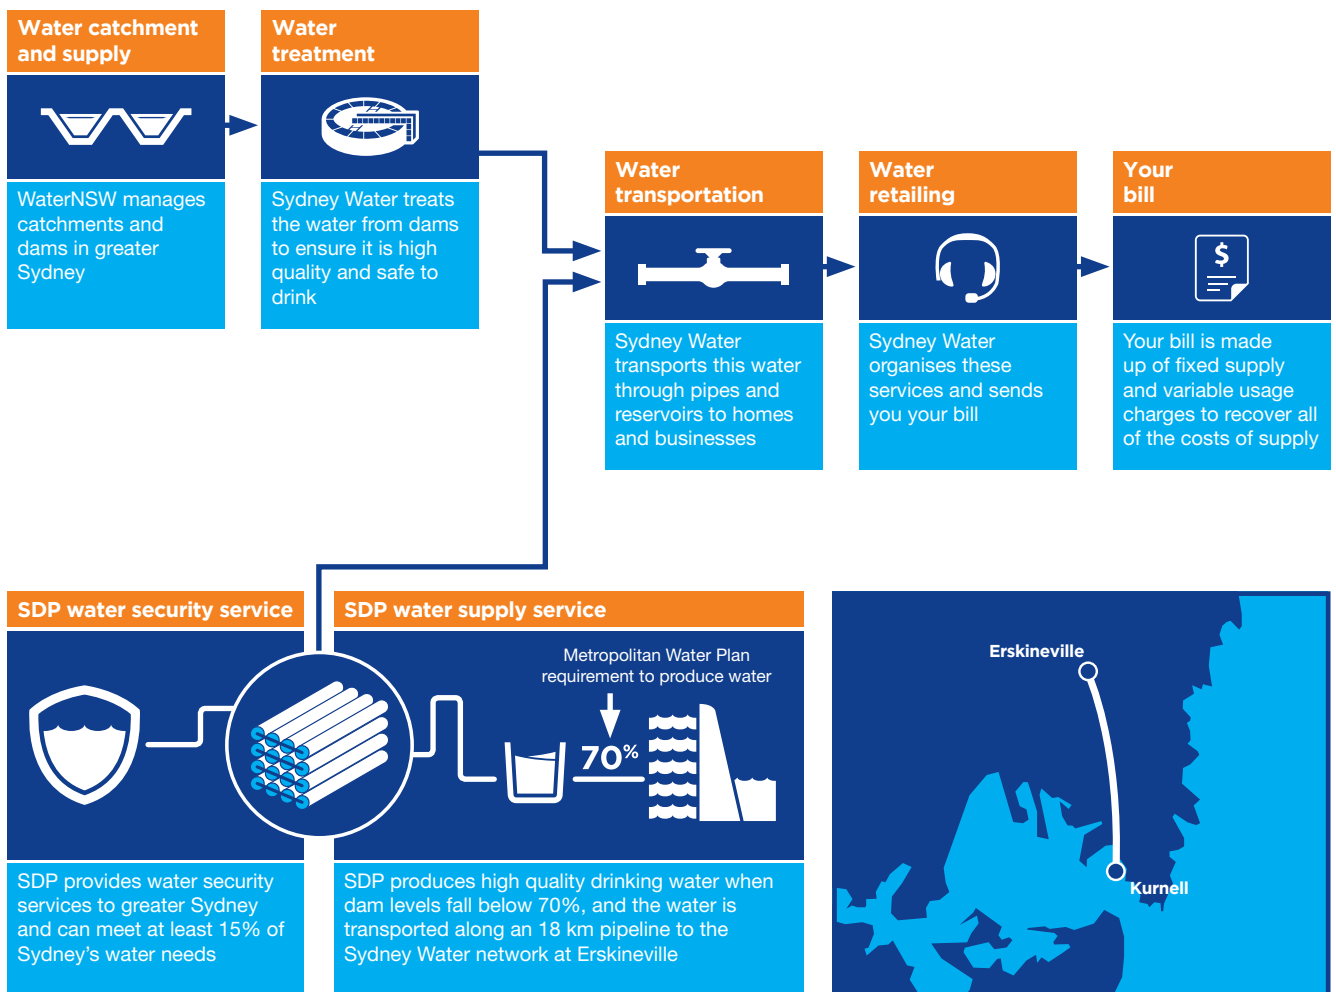 Water catchment
and supply
WaterNSW manages
catchments and
dams in greater
Sydney
Water
treatment
Sydney Water treats
the water from dams
to ensure it is high
quality and safe to
drink
Water
transportation
Sydney Water
transports this water
through pipes and
reservoirs to homes
and businesses
Water
retailing
Sydney Water
organises these
services and sends
you your bill
Your
bill
$
Your bill is made
up of fixed supply
and variable usage
charges to recover all
of the costs of supply
SDP water security service
SDP provides water security
services to greater Sydney
and can meet at least 15% of
Sydney’s water needs
SDP water supply service
Metropolitan Water Plan
requirement to produce water
70%
SDP produces high quality drinking water when
dam levels fall below 70%, and the water is
transported along an 18 km pipeline to the
Sydney Water network at Erskineville
Erskineville
Kurnell